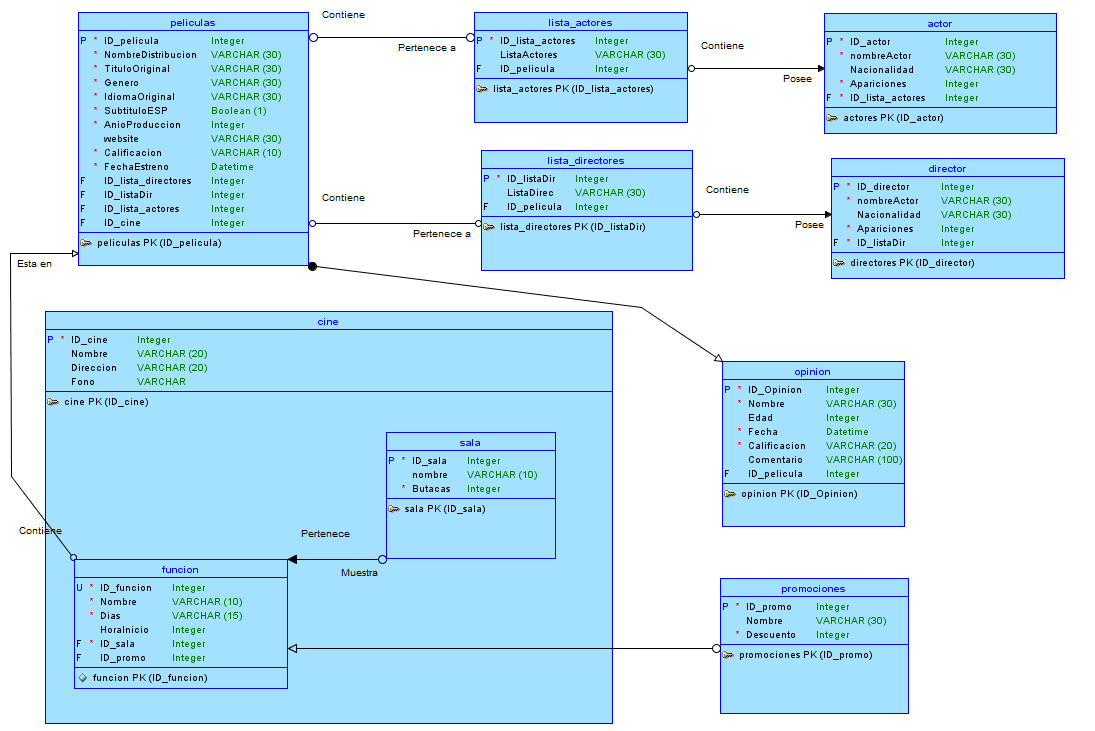 peliculas
P * ID_pelicula Integer
* NombreDistribucion VARCHAR (30)
* TituloOriginal VARCHAR (30)
* Genero VARCHAR (30)
* IdiomaOriginal VARCHAR (30)
* SubtituloESP Boolean (1)
* AnioProduccion Integer
website VARCHAR (30)
* Calificacion VARCHAR (10)
* FechaEstreno Datetime
F ID_lista_directores Integer
F ID_listaDir Integer
F ID_lista_actores Integer
F ID_cine Integer
peliculas PK (ID_pelicula)
Contiene
Pertenece a
lista_actores
P * ID_lista_actores Integer
ListaActores VARCHAR (30)
F ID_pelicula Integer
lista_actores PK (ID_lista_actores)
Contiene
Posee
actor
P * ID_actor Integer
* nombreActor VARCHAR (30)
Nacionalidad VARCHAR (30)
* Apariciones Integer
F * ID_lista_actores Integer
actores PK (ID_actor)
Contiene
Pertenece a
lista_directores
P * ID_listaDir Integer
ListaDirec VARCHAR (30)
F ID_pelicula Integer
lista_directores PK (ID_listaDir)
Contiene
Posee
director
P * ID_director Integer
* nombreActor VARCHAR (30)
Nacionalidad VARCHAR (30)
* Apariciones Integer
F * ID_listaDir Integer
directores PK (ID_director)
Esta en
cine
P * ID_cine Integer
Nombre VARCHAR (20)
Direccion VARCHAR (20)
Fono VARCHAR
cine PK (ID_cine)
sala
P * ID_sala Integer
nombre VARCHAR (10)
* Butacas Integer
sala PK (ID_sala)
Contiene
Pertenece
Muestra
funcion
U * ID_funcion Integer
* Nombre VARCHAR (10)
* Dias VARCHAR (15)
HoraInicio Integer
F * ID_sala Integer
F ID_promo Integer
funcion PK (ID_funcion)
opinion
P * ID_Opinion Integer
* Nombre VARCHAR (30)
Edad Integer
* Fecha Datetime
* Calificacion VARCHAR (20)
Comentario VARCHAR (100)
F ID_pelicula Integer
opinion PK (ID_Opinion)
promociones
P * ID_promo Integer
Nombre VARCHAR (30)
* Descuento Integer
promociones PK (ID_promo)